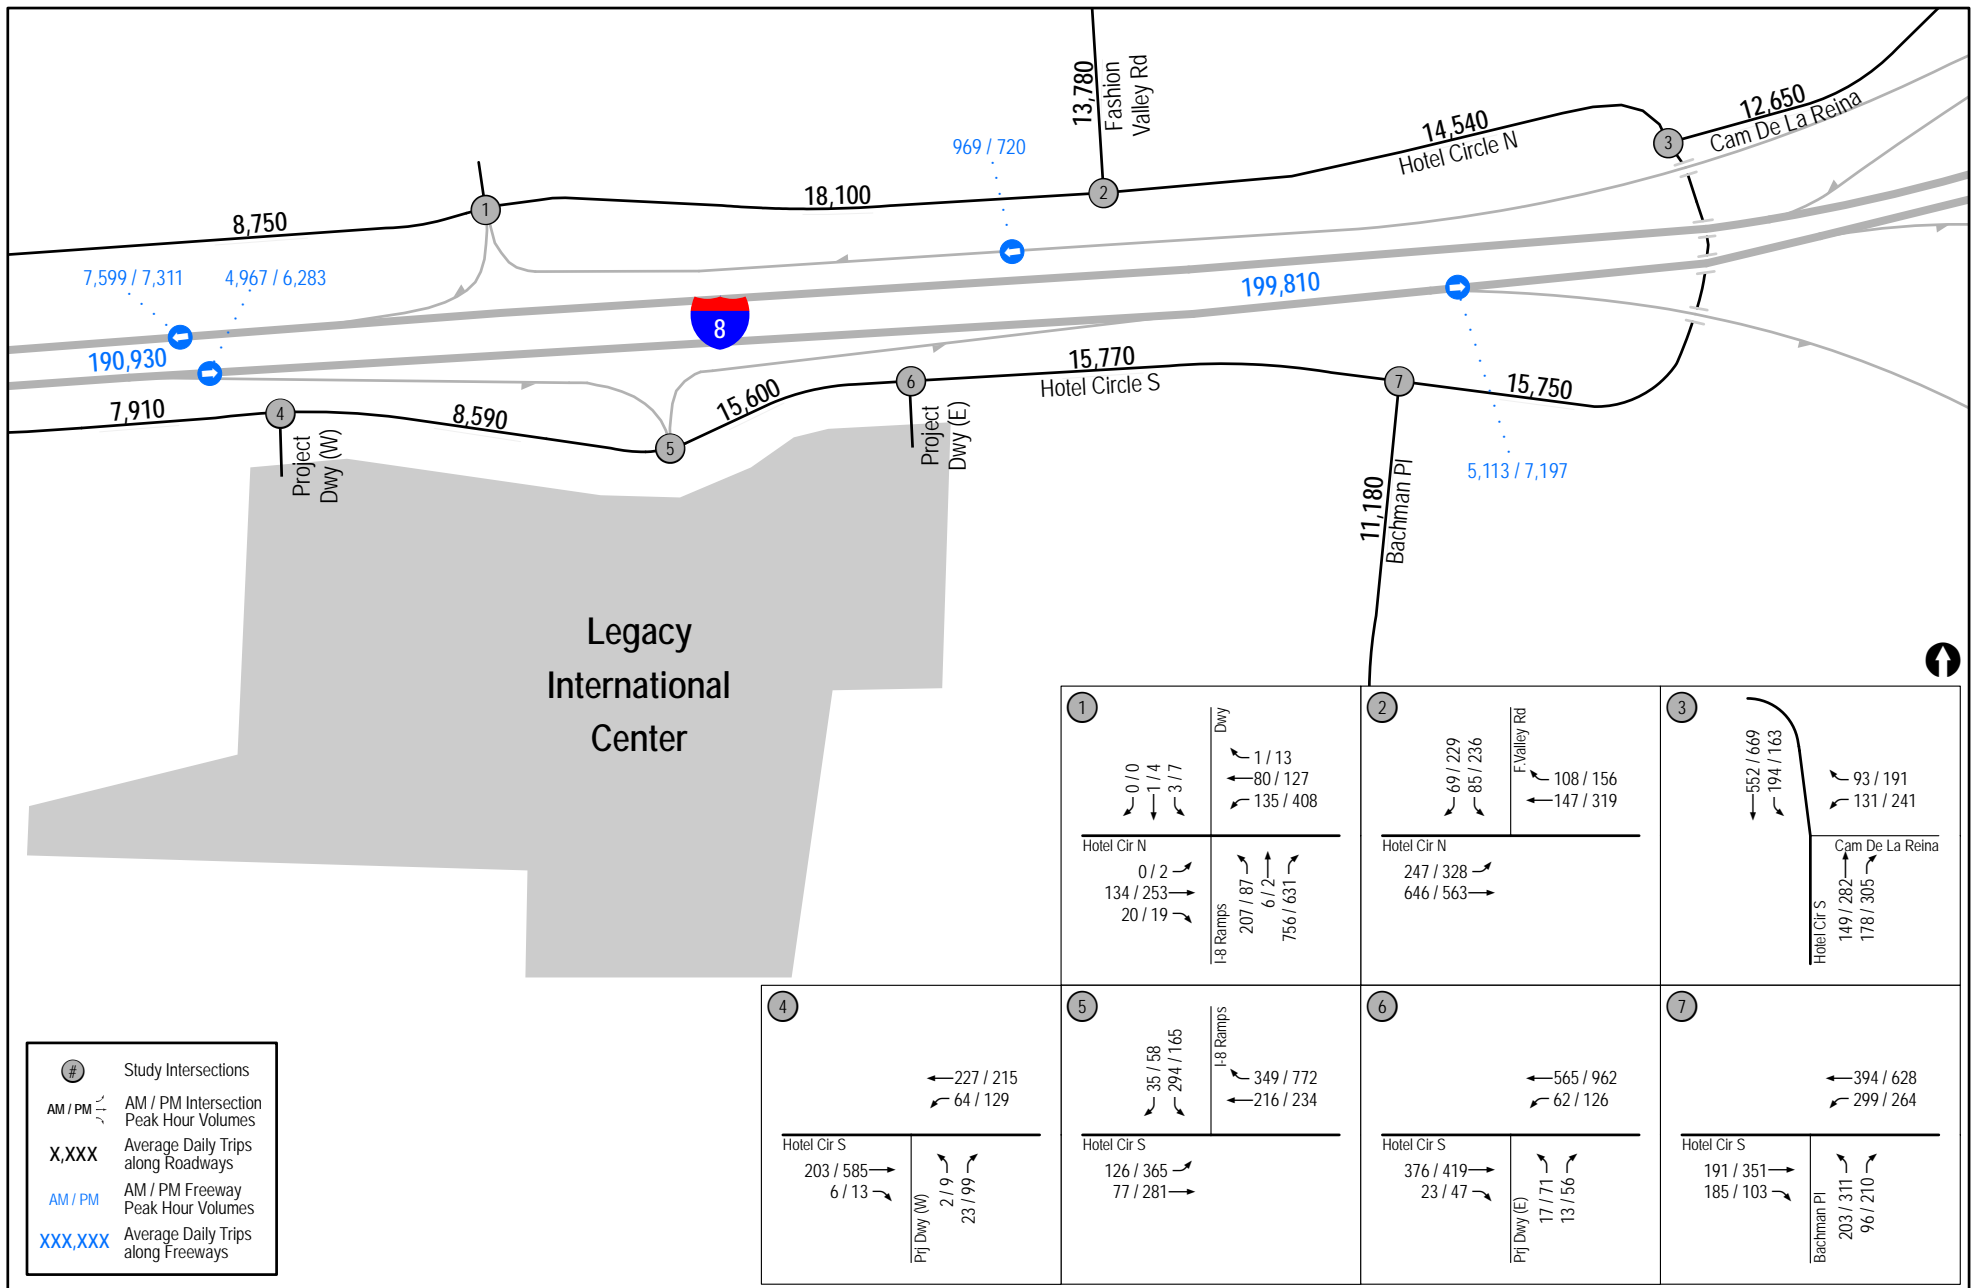 13,780
Fashion
Valley Rd
12,650
Cam De La Reina
14,540
Hotel Circle N
3
969 / 720
2
18,100
1
8,750
7,599 / 7,311
4,967 / 6,283
199,810
8
190,930
15,770
Hotel Circle S
6
7
15,750
15,600
7,910
4
8,590
5
Project
Dwy (W)
Project
Dwy (E)
5,113 / 7,197
11,180
Bachman Pl
Legacy
International
Center
1
Dwy
0 / 0
1 / 4
3 / 7
1 / 13
80 / 127
135 / 408
Hotel Cir N
0 / 2
134 / 253
20 / 19
I-8 Ramps
207 / 87
6 / 2
756 / 631
2
F.Valley Rd
69 / 229
85 / 236
108 / 156
147 / 319
Hotel Cir N
247 / 328
646 / 563
3
552 / 669
194 / 163
93 / 191
131 / 241
Cam De La Reina
Hotel Cir S
149 / 282
178 / 305
4
227 / 215
64 / 129
Hotel Cir S
203 / 585
6 / 13
Prj Dwy (W)
2 / 9
23 / 99
5
I-8 Ramps
35 / 58
294 / 165
349 / 772
216 / 234
Hotel Cir S
126 / 365
77 / 281
6
565 / 962
62 / 126
Hotel Cir S
376 / 419
23 / 47
Prj Dwy (E)
17 / 71
13 / 56
7
394 / 628
299 / 264
Hotel Cir S
191 / 351
185 / 103
Bachman Pl
203 / 311
96 / 210
# Study Intersections
AM / PM AM / PM Intersection
Peak Hour Volumes
X,XXX Average Daily Trips
along Roadways
AM / PM AM / PM Freeway
Peak Hour Volumes
XXX,XXX Average Daily Trips
along Freeways